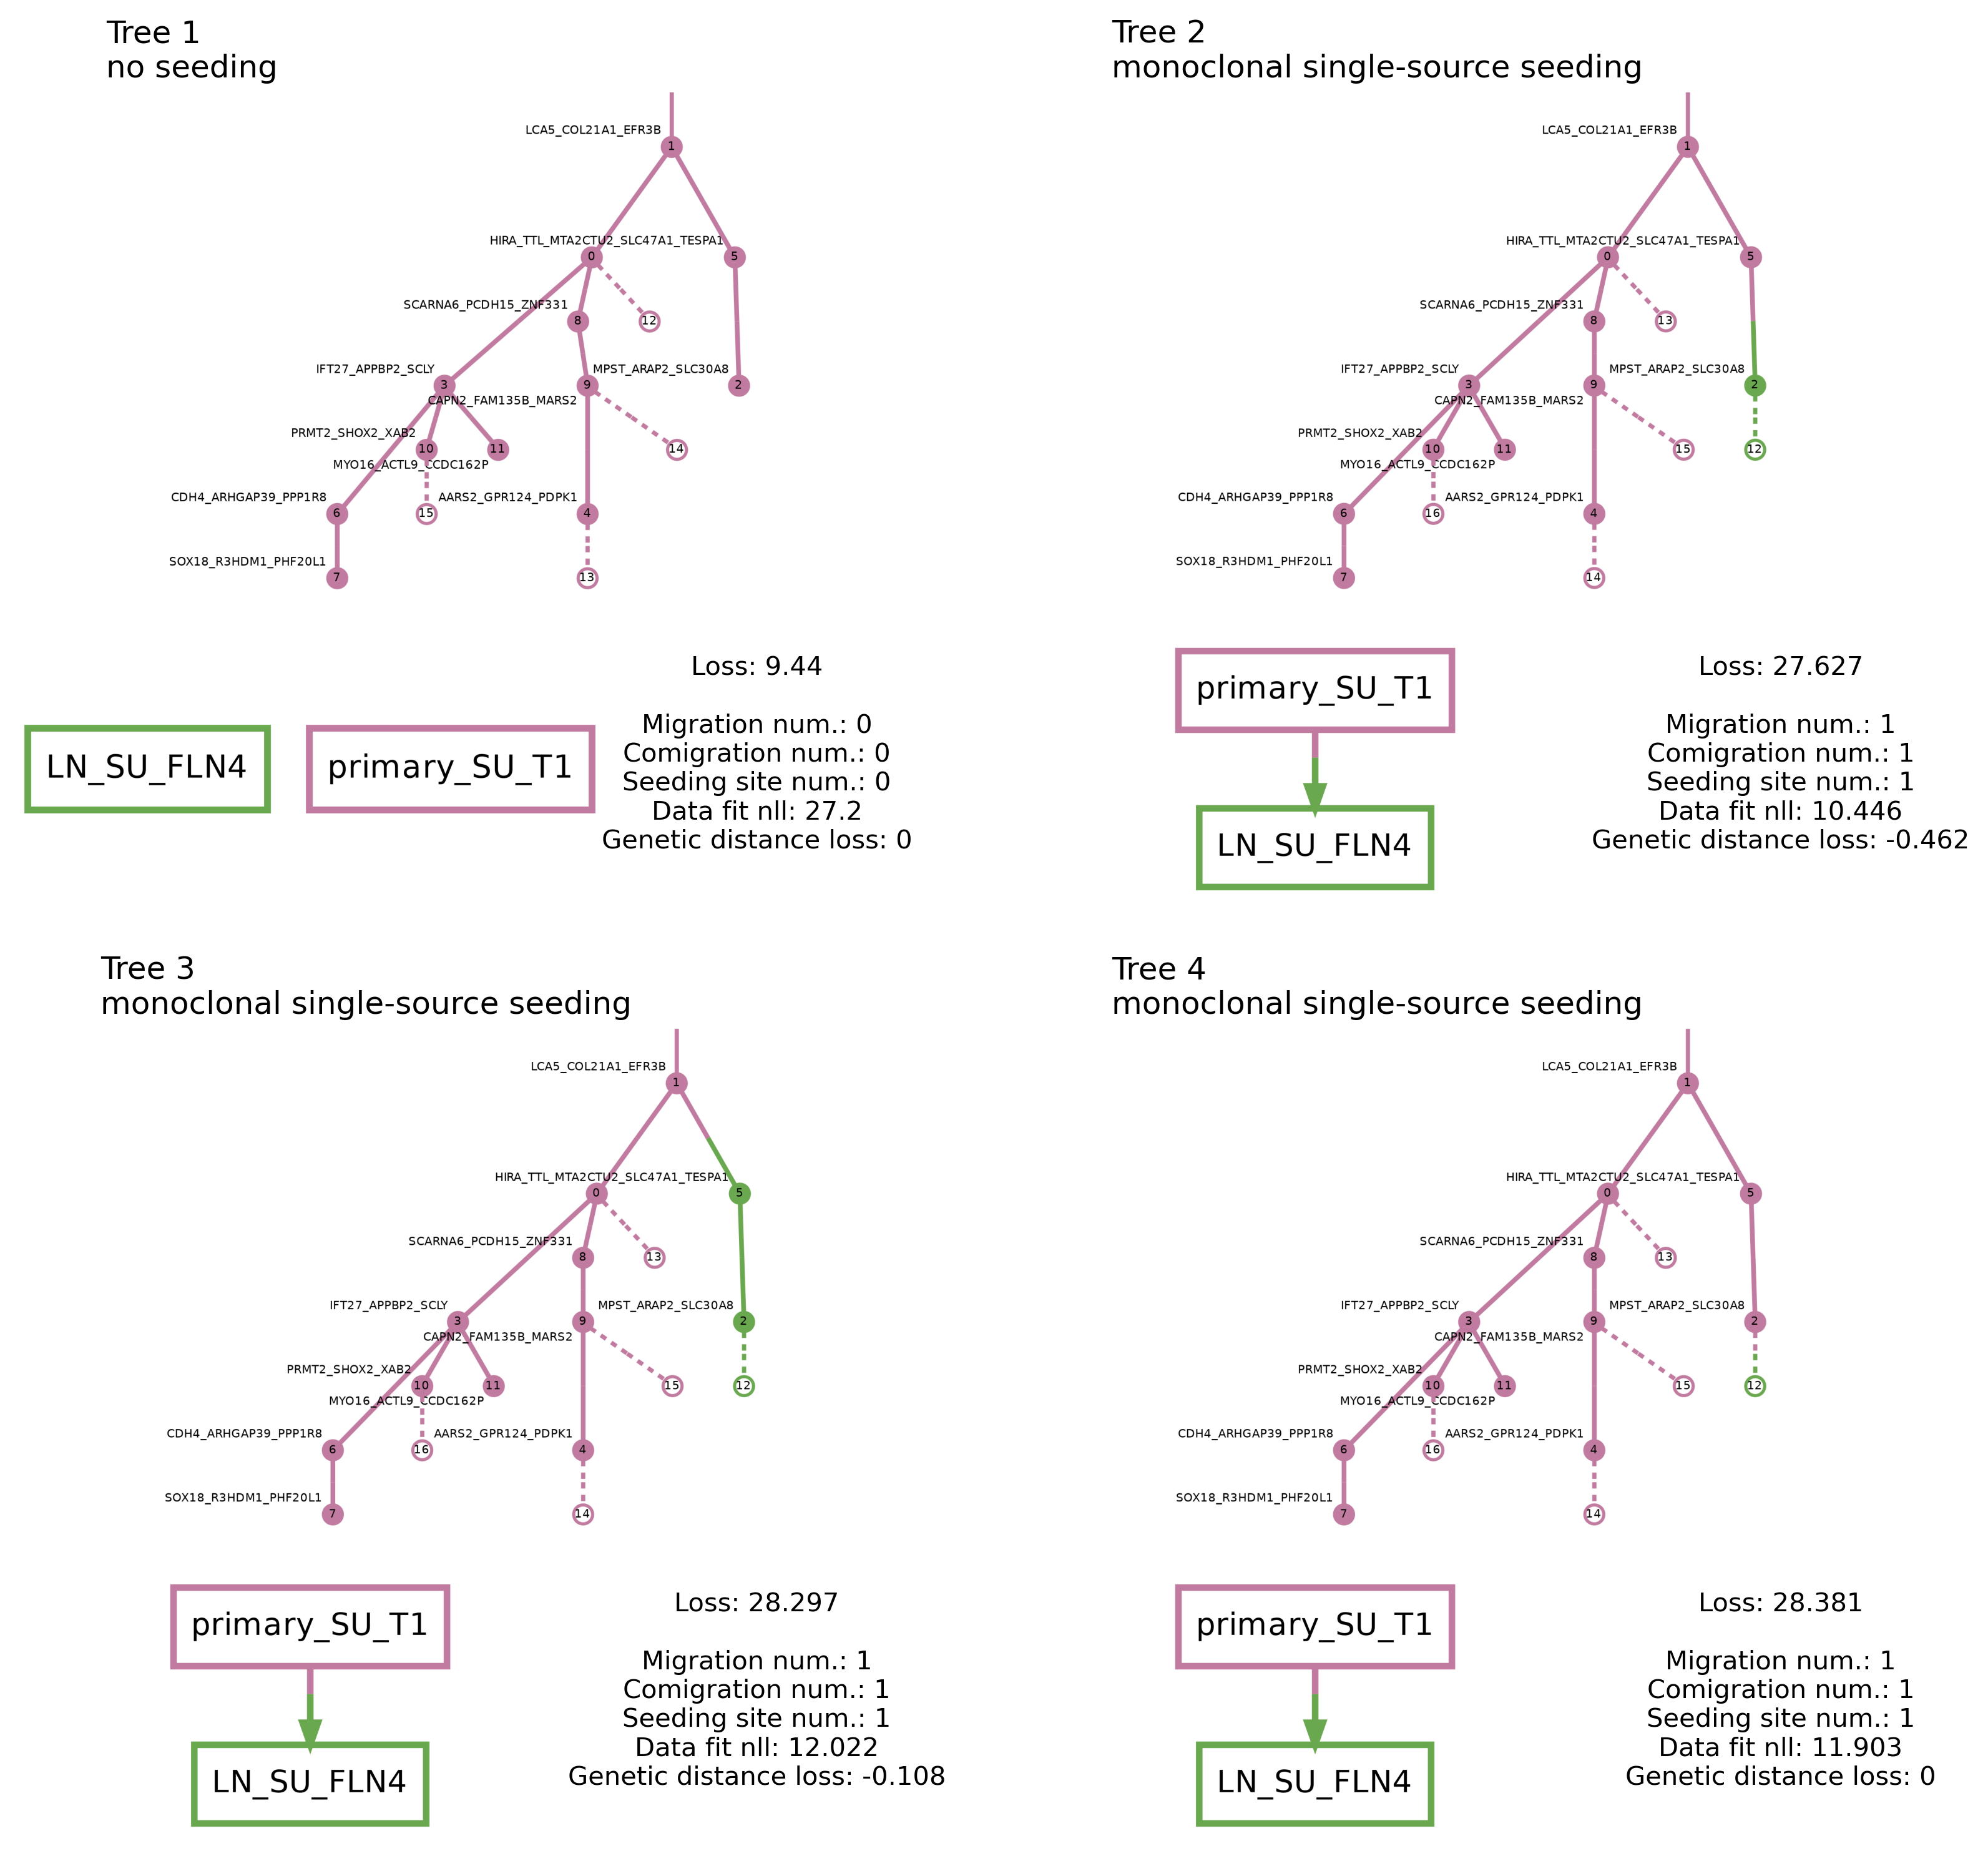 Tree 1
no seeding
LCA5_COL21A1_EFR3B
1
HIRA_TTL_MTA2CTU2_SLC47A1_TESPA1
0
5
SCARNA6_PCDH15_ZNF331
8
12
IFT27_APPBP2_SCLY
3
9
MPST_ARAP2_SLC30A8
2
CAPN2_FAM135B_MARS2
PRMT2_SHOX2_XAB2
10
11
14
MYO16_ACTL9_CCDC162P
CDH4_ARHGAP39_PPP1R8
6
15
AARS2_GPR124_PDPK1
4
SOX18_R3HDM1_PHF20L1
7
13
LN_SU_FLN4
primary_SU_T1
Loss: 9.44
Migration num.: 0
Comigration num.: 0
Seeding site num.: 0
Data fit nll: 27.2
Genetic distance loss: 0
Tree 2
monoclonal single-source seeding
LCA5_COL21A1_EFR3B
1
HIRA_TTL_MTA2CTU2_SLC47A1_TESPA1
0
5
SCARNA6_PCDH15_ZNF331
8
13
IFT27_APPBP2_SCLY
3
9
MPST_ARAP2_SLC30A8
2
CAPN2_FAM135B_MARS2
PRMT2_SHOX2_XAB2
10
11
15
12
MYO16_ACTL9_CCDC162P
CDH4_ARHGAP39_PPP1R8
6
16
AARS2_GPR124_PDPK1
4
SOX18_R3HDM1_PHF20L1
7
14
primary_SU_T1
LN_SU_FLN4
Loss: 27.627
Migration num.: 1
Comigration num.: 1
Seeding site num.: 1
Data fit nll: 10.446
Genetic distance loss: -0.462
Tree 3
monoclonal single-source seeding
LCA5_COL21A1_EFR3B
1
HIRA_TTL_MTA2CTU2_SLC47A1_TESPA1
0
5
SCARNA6_PCDH15_ZNF331
8
13
IFT27_APPBP2_SCLY
3
9
MPST_ARAP2_SLC30A8
2
CAPN2_FAM135B_MARS2
PRMT2_SHOX2_XAB2
10
11
15
12
MYO16_ACTL9_CCDC162P
CDH4_ARHGAP39_PPP1R8
6
16
AARS2_GPR124_PDPK1
4
SOX18_R3HDM1_PHF20L1
7
14
primary_SU_T1
LN_SU_FLN4
Loss: 28.297
Migration num.: 1
Comigration num.: 1
Seeding site num.: 1
Data fit nll: 12.022
Genetic distance loss: -0.108
Tree 4
monoclonal single-source seeding
LCA5_COL21A1_EFR3B
1
HIRA_TTL_MTA2CTU2_SLC47A1_TESPA1
0
5
SCARNA6_PCDH15_ZNF331
8
13
IFT27_APPBP2_SCLY
3
9
MPST_ARAP2_SLC30A8
2
CAPN2_FAM135B_MARS2
PRMT2_SHOX2_XAB2
10
11
15
12
MYO16_ACTL9_CCDC162P
CDH4_ARHGAP39_PPP1R8
6
16
AARS2_GPR124_PDPK1
4
SOX18_R3HDM1_PHF20L1
7
14
primary_SU_T1
LN_SU_FLN4
Loss: 28.381
Migration num.: 1
Comigration num.: 1
Seeding site num.: 1
Data fit nll: 11.903
Genetic distance loss: 0